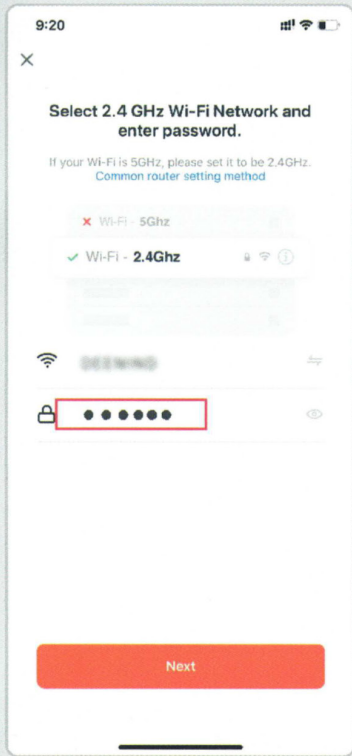 9:20
Select 2.4 GHz Wi-Fi Network and
enter password.
If your Wi-Fi is 5GHz, please set it to be 2.4GHz.
Common router setting method
Wi-Fi - 5Ghz
Wi-Fi - 2.4Ghz
Next